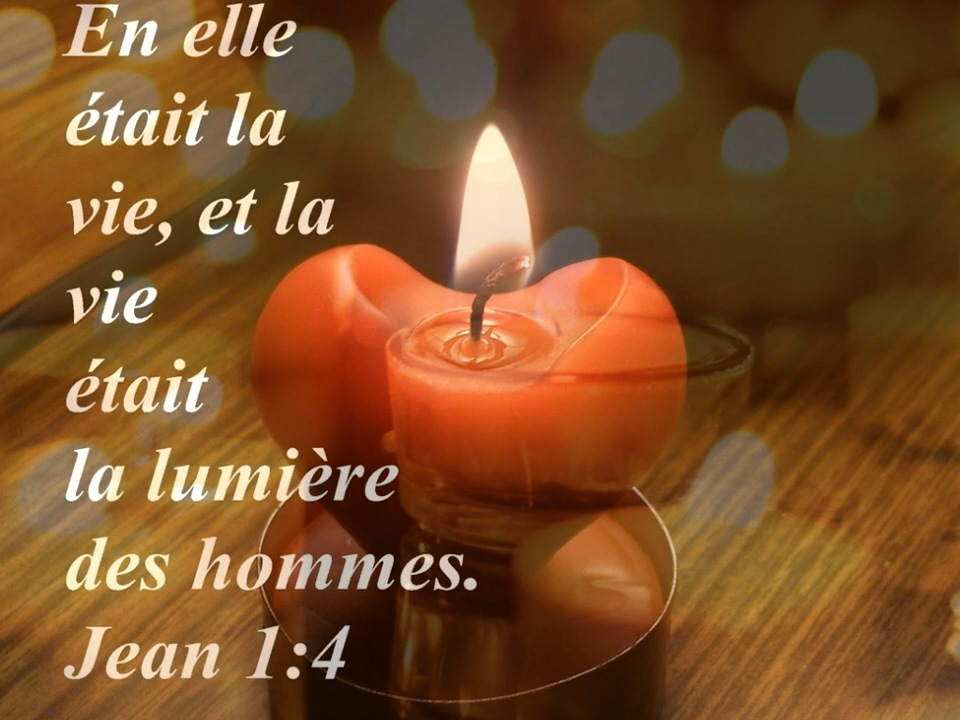 En elle
était la
vie, et la
vie
était
la lumière
des hommes.
Jean 1:4